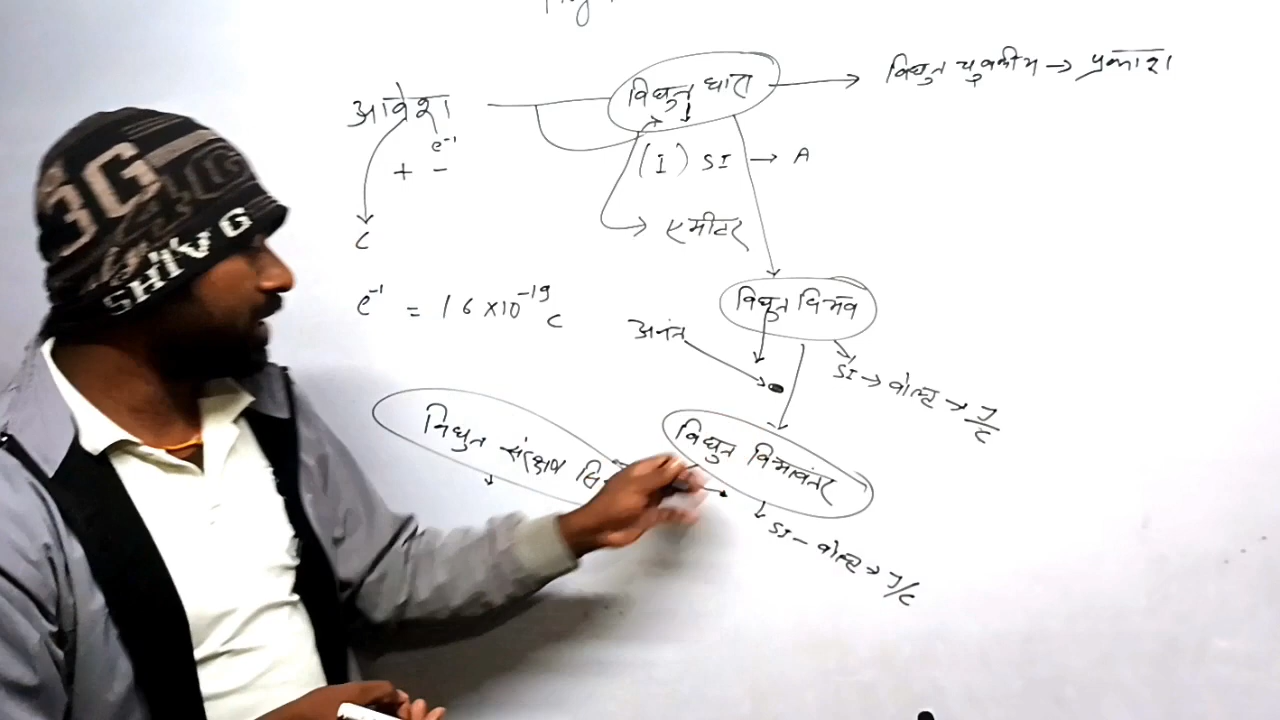 विद्युत चुंबकीय → प्रकाश
विद्युत धारा
आवेश
e⁻¹
+ −
(I) SI → A
C
एमीटर
e⁻¹ = 1 6 × 10⁻¹⁹ C
विद्युत विभव
अनंत
SI → वोल्ट → J/C
विद्युत संरक्षण
विद्युत विभवांतर
SI – वोल्ट → J/C
3G
4G
SHIV G